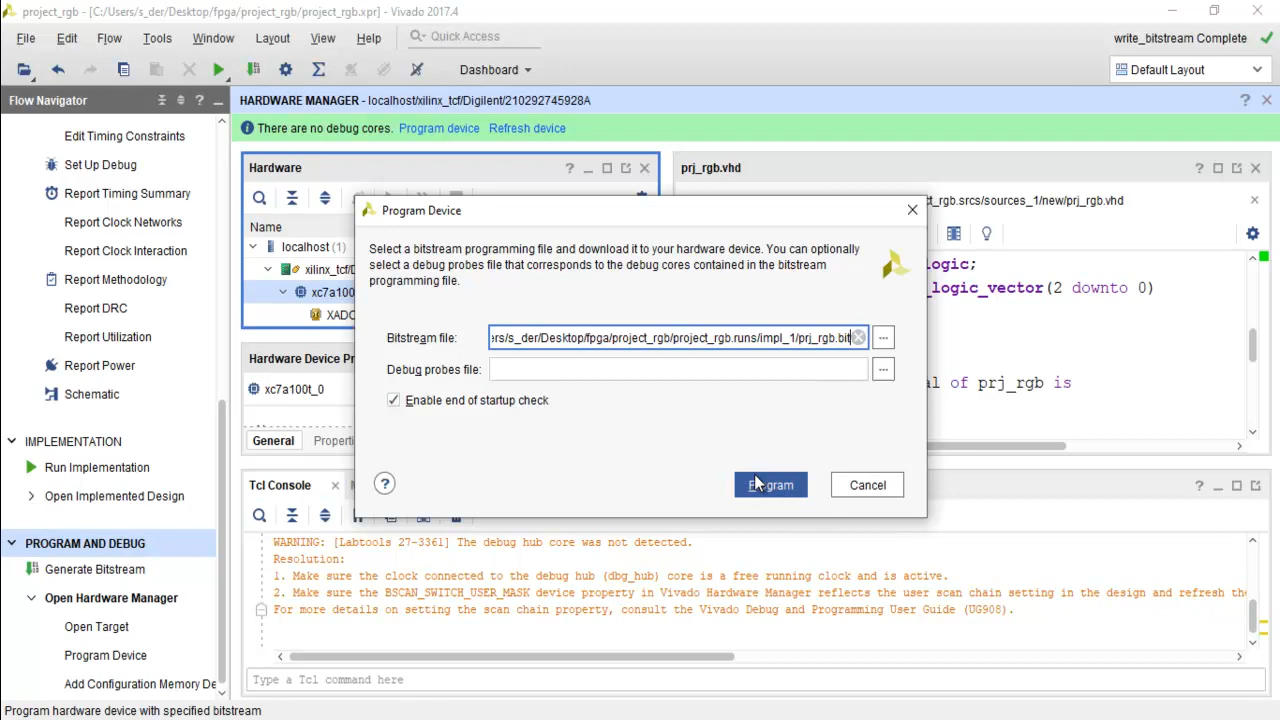 project_rgb - [C:/Users/s_der/Desktop/fpga/project_rgb/project_rgb.xpr] - Vivado 2017.4
File Edit Flow Tools Window Layout View Help Quick Access
write_bitstream Complete
Dashboard
Default Layout
Flow Navigator
HARDWARE MANAGER - localhost/xilinx_tcf/Digilent/210292745928A
There are no debug cores. Program device Refresh device
Edit Timing Constraints
Set Up Debug
Report Timing Summary
Report Clock Networks
Report Clock Interaction
Report Methodology
Report DRC
Report Utilization
Report Power
Schematic
IMPLEMENTATION
Run Implementation
Open Implemented Design
PROGRAM AND DEBUG
Generate Bitstream
Open Hardware Manager
Open Target
Program Device
Add Configuration Memory De
Hardware
Name
localhost (1)
xilinx_tcf/D
xc7a100
XADC
Hardware Device Pr
xc7a100t_0
General Properti
prj_rgb.vhd
ct_rgb.srcs/sources_1/new/prj_rgb.vhd
logic;
_logic_vector(2 downto 0)
al of prj_rgb is
Program Device
Select a bitstream programming file and download it to your hardware device. You can optionally
select a debug probes file that corresponds to the debug cores contained in the bitstream
programming file.
Bitstream file: ers/s_der/Desktop/fpga/project_rgb/project_rgb.runs/impl_1/prj_rgb.bit
Debug probes file:
Enable end of startup check
Program
Cancel
Tcl Console
WARNING: [Labtools 27-3361] The debug hub core was not detected.
Resolution:
1. Make sure the clock connected to the debug hub (dbg_hub) core is a free running clock and is active.
2. Make sure the BSCAN_SWITCH_USER_MASK device property in Vivado Hardware Manager reflects the user scan chain setting in the design and refresh the
For more details on setting the scan chain property, consult the Vivado Debug and Programming User Guide (UG908).
Type a Tcl command here
Program hardware device with specified bitstream